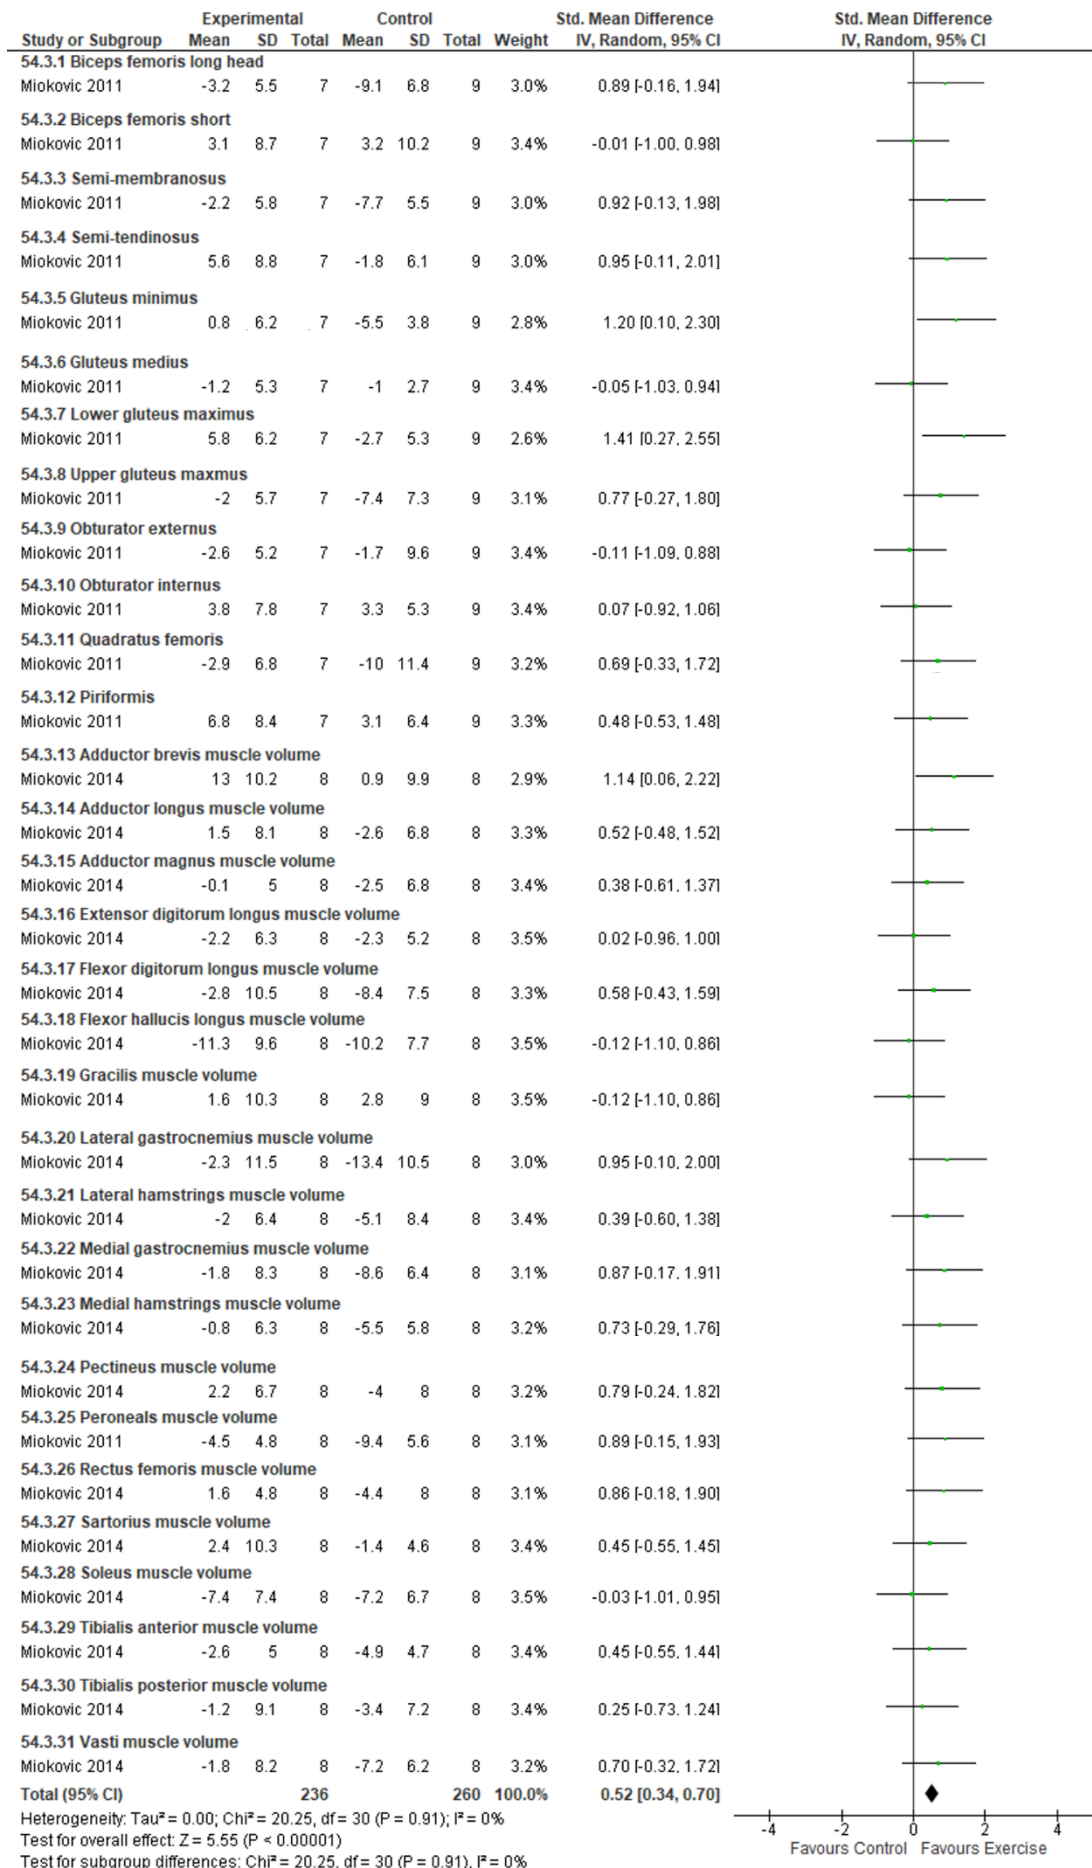 Experimental Control Std. Mean Difference Std. Mean Difference
Study or Subgroup Mean SD Total Mean SD Total Weight IV, Random, 95% CI IV, Random, 95% CI
54.3.1 Biceps femoris long head
Miokovic 2011 -3.2 5.5 7 -9.1 6.8 9 3.0% 0.89 [-0.16, 1.94]
54.3.2 Biceps femoris short
Miokovic 2011 3.1 8.7 7 3.2 10.2 9 3.4% -0.01 [-1.00, 0.98]
54.3.3 Semi-membranosus
Miokovic 2011 -2.2 5.8 7 -7.7 5.5 9 3.0% 0.92 [-0.13, 1.98]
54.3.4 Semi-tendinosus
Miokovic 2011 5.6 8.8 7 -1.8 6.1 9 3.0% 0.95 [-0.11, 2.01]
54.3.5 Gluteus minimus
Miokovic 2011 0.8 6.2 7 -5.5 3.8 9 2.8% 1.20 [0.10, 2.30]
54.3.6 Gluteus medius
Miokovic 2011 -1.2 5.3 7 -1 2.7 9 3.4% -0.05 [-1.03, 0.94]
54.3.7 Lower gluteus maximus
Miokovic 2011 5.8 6.2 7 -2.7 5.3 9 2.6% 1.41 [0.27, 2.55]
54.3.8 Upper gluteus maxmus
Miokovic 2011 -2 5.7 7 -7.4 7.3 9 3.1% 0.77 [-0.27, 1.80]
54.3.9 Obturator externus
Miokovic 2011 -2.6 5.2 7 -1.7 9.6 9 3.4% -0.11 [-1.09, 0.88]
54.3.10 Obturator internus
Miokovic 2011 3.8 7.8 7 3.3 5.3 9 3.4% 0.07 [-0.92, 1.06]
54.3.11 Quadratus femoris
Miokovic 2011 -2.9 6.8 7 -10 11.4 9 3.2% 0.69 [-0.33, 1.72]
54.3.12 Piriformis
Miokovic 2011 6.8 8.4 7 3.1 6.4 9 3.3% 0.48 [-0.53, 1.48]
54.3.13 Adductor brevis muscle volume
Miokovic 2014 13 10.2 8 0.9 9.9 8 2.9% 1.14 [0.06, 2.22]
54.3.14 Adductor longus muscle volume
Miokovic 2014 1.5 8.1 8 -2.6 6.8 8 3.3% 0.52 [-0.48, 1.52]
54.3.15 Adductor magnus muscle volume
Miokovic 2014 -0.1 5 8 -2.5 6.8 8 3.4% 0.38 [-0.61, 1.37]
54.3.16 Extensor digitorum longus muscle volume
Miokovic 2014 -2.2 6.3 8 -2.3 5.2 8 3.5% 0.02 [-0.96, 1.00]
54.3.17 Flexor digitorum longus muscle volume
Miokovic 2014 -2.8 10.5 8 -8.4 7.5 8 3.3% 0.58 [-0.43, 1.59]
54.3.18 Flexor hallucis longus muscle volume
Miokovic 2014 -11.3 9.6 8 -10.2 7.7 8 3.5% -0.12 [-1.10, 0.86]
54.3.19 Gracilis muscle volume
Miokovic 2014 1.6 10.3 8 2.8 9 8 3.5% -0.12 [-1.10, 0.86]
54.3.20 Lateral gastrocnemius muscle volume
Miokovic 2014 -2.3 11.5 8 -13.4 10.5 8 3.0% 0.95 [-0.10, 2.00]
54.3.21 Lateral hamstrings muscle volume
Miokovic 2014 -2 6.4 8 -5.1 8.4 8 3.4% 0.39 [-0.60, 1.38]
54.3.22 Medial gastrocnemius muscle volume
Miokovic 2014 -1.8 8.3 8 -8.6 6.4 8 3.1% 0.87 [-0.17, 1.91]
54.3.23 Medial hamstrings muscle volume
Miokovic 2014 -0.8 6.3 8 -5.5 5.8 8 3.2% 0.73 [-0.29, 1.76]
54.3.24 Pectineus muscle volume
Miokovic 2014 2.2 6.7 8 -4 8 8 3.2% 0.79 [-0.24, 1.82]
54.3.25 Peroneals muscle volume
Miokovic 2011 -4.5 4.8 8 -9.4 5.6 8 3.1% 0.89 [-0.15, 1.93]
54.3.26 Rectus femoris muscle volume
Miokovic 2014 1.6 4.8 8 -4.4 8 8 3.1% 0.86 [-0.18, 1.90]
54.3.27 Sartorius muscle volume
Miokovic 2014 2.4 10.3 8 -1.4 4.6 8 3.4% 0.45 [-0.55, 1.45]
54.3.28 Soleus muscle volume
Miokovic 2014 -7.4 7.4 8 -7.2 6.7 8 3.5% -0.03 [-1.01, 0.95]
54.3.29 Tibialis anterior muscle volume
Miokovic 2014 -2.6 5 8 -4.9 4.7 8 3.4% 0.45 [-0.55, 1.44]
54.3.30 Tibialis posterior muscle volume
Miokovic 2014 -1.2 9.1 8 -3.4 7.2 8 3.4% 0.25 [-0.73, 1.24]
54.3.31 Vasti muscle volume
Miokovic 2014 -1.8 8.2 8 -7.2 6.2 8 3.2% 0.70 [-0.32, 1.72]
Total (95% CI) 236 260 100.0% 0.52 [0.34, 0.70]
Heterogeneity: Tau² = 0.00; Chi² = 20.25, df = 30 (P = 0.91); I² = 0%
Test for overall effect: Z = 5.55 (P < 0.00001)
Test for subgroup differences: Chi² = 20.25, df = 30 (P = 0.91), I² = 0%
-4 -2 0 2 4
Favours Control Favours Exercise